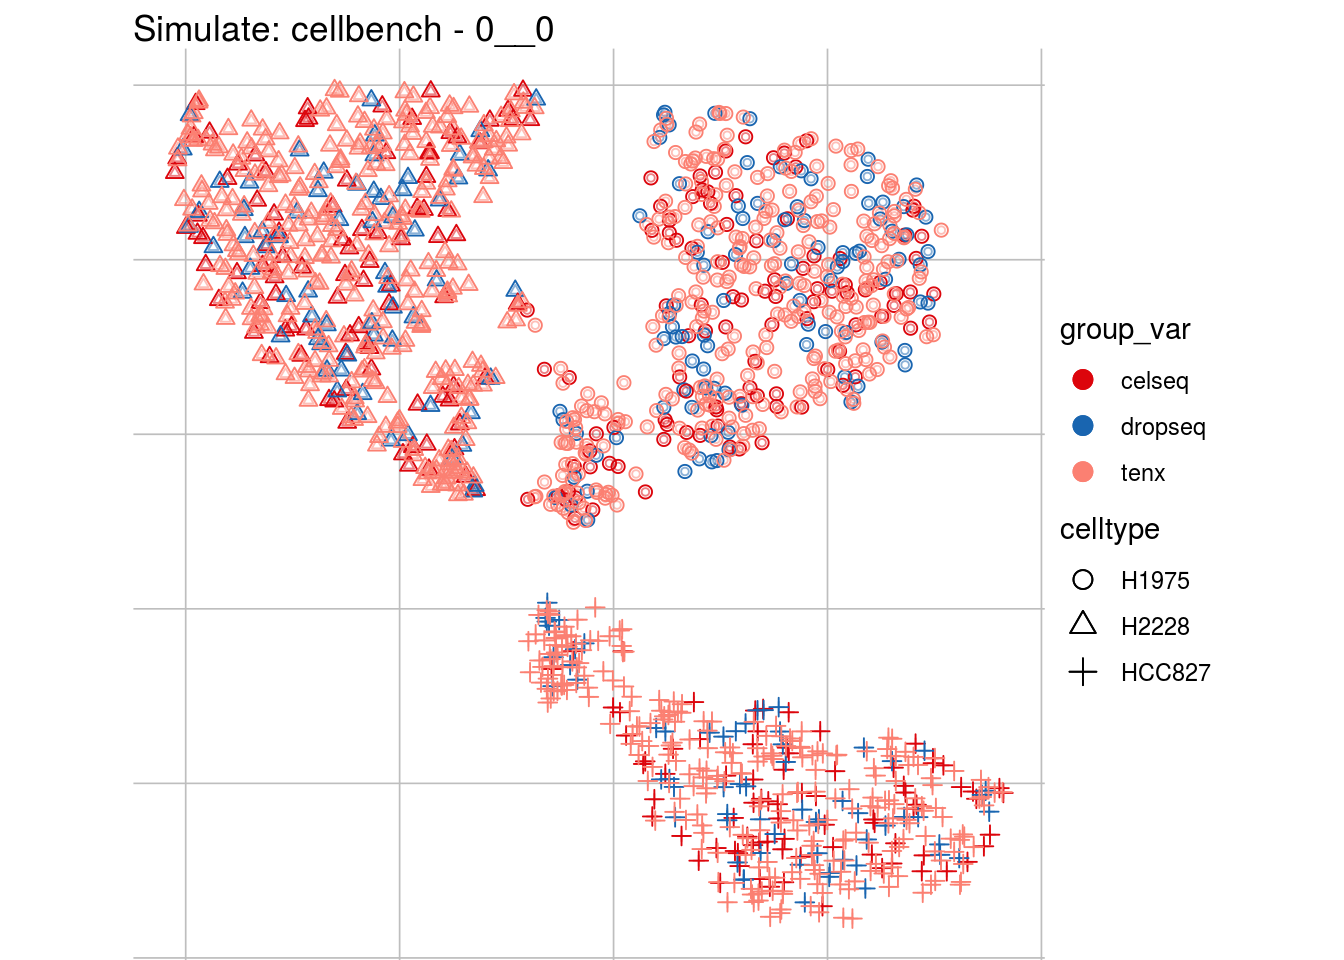 Simulate: cellbench - 0__0
group_var
celseq
dropseq
tenx
celltype
H1975
H2228
HCC827